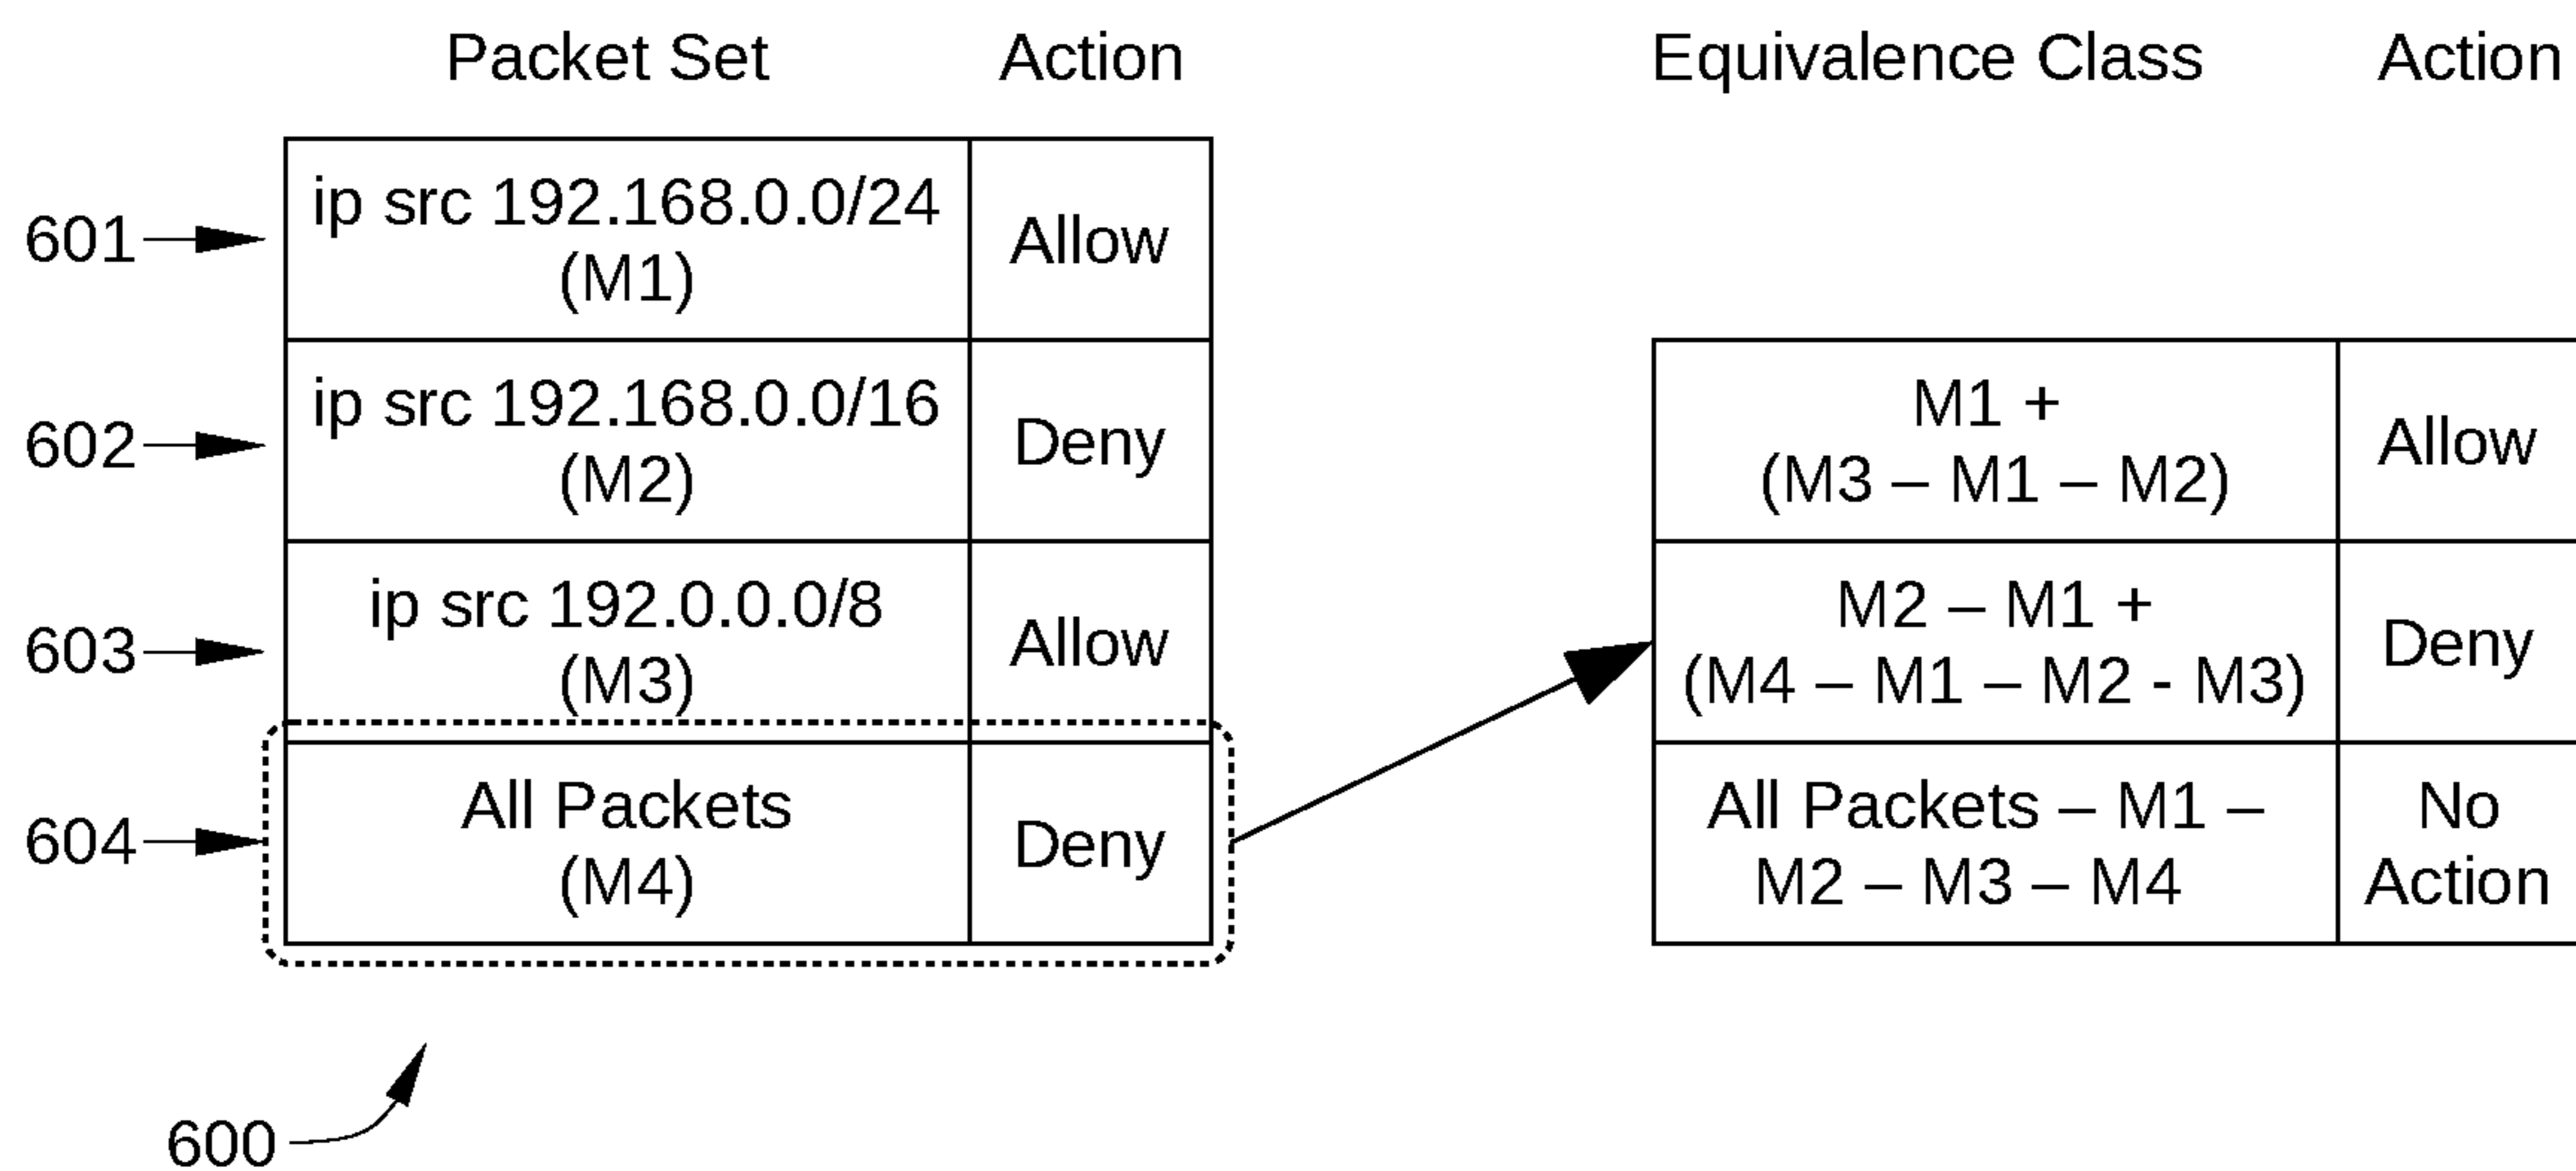 Packet Set
Action
601
ip src 192.168.0.0/24
(M1)
Allow
602
ip src 192.168.0.0/16
(M2)
Deny
603
ip src 192.0.0.0/8
(M3)
Allow
604
All Packets
(M4)
Deny
600
Equivalence Class
Action
M1 +
(M3 – M1 – M2)
Allow
M2 – M1 +
(M4 – M1 – M2 - M3)
Deny
All Packets – M1 –
M2 – M3 – M4
No
Action